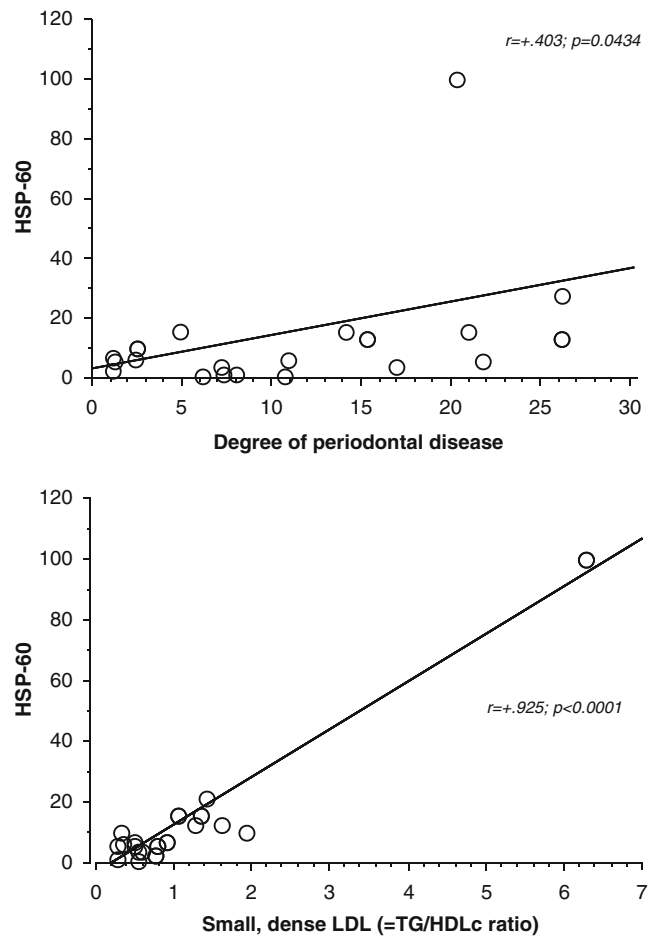 120
r=+.403; p=0.0434
100
80
HSP-60
60
40
20
0
0 5 10 15 20 25 30
Degree of periodontal disease
120
100
80
HSP-60
60
r=+.925; p<0.0001
40
20
0
0 1 2 3 4 5 6 7
Small, dense LDL (=TG/HDLc ratio)